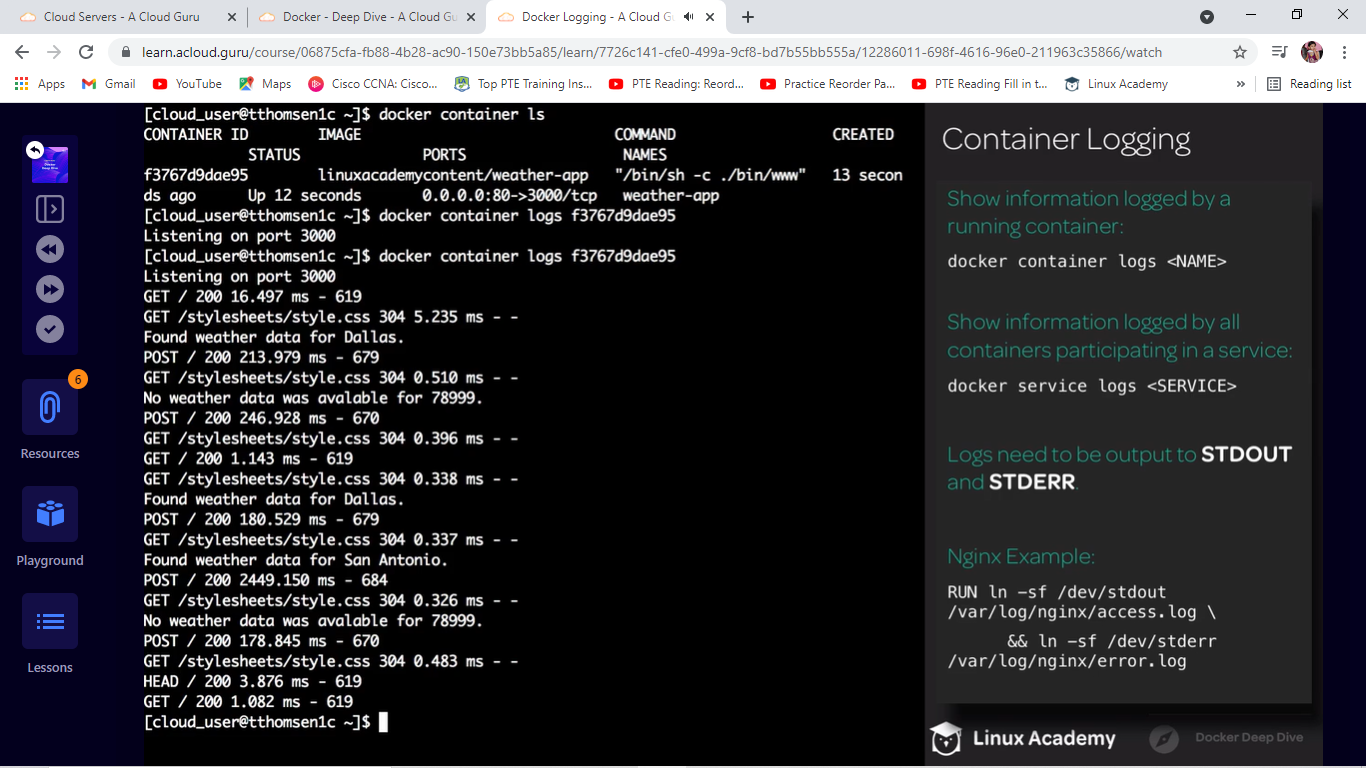 Cloud Servers - A Cloud Guru
Docker - Deep Dive - A Cloud Gu
Docker Logging - A Cloud G
learn.acloud.guru/course/06875cfa-fb88-4b28-ac90-150e73bb5a85/learn/7726c141-cfe0-499a-9cf8-bd7b55bb555a/12286011-698f-4616-96e0-211963c35866/watch
Apps
Gmail
YouTube
Maps
Cisco CCNA: Cisco...
Top PTE Training Ins...
PTE Reading: Reord...
Practice Reorder Pa...
PTE Reading Fill in t...
Linux Academy
»
Reading list
Docker
Deep Dive
6
Resources
Playground
Lessons
[cloud_user@tthomsen1c ~]$ docker container ls
CONTAINER ID        IMAGE                             COMMAND                  CREATED
            STATUS              PORTS                  NAMES
f3767d9dae95        linuxacademycontent/weather-app   "/bin/sh -c ./bin/www"   13 secon
ds ago      Up 12 seconds       0.0.0.0:80->3000/tcp   weather-app
[cloud_user@tthomsen1c ~]$ docker container logs f3767d9dae95
Listening on port 3000
[cloud_user@tthomsen1c ~]$ docker container logs f3767d9dae95
Listening on port 3000
GET / 200 16.497 ms - 619
GET /stylesheets/style.css 304 5.235 ms - -
Found weather data for Dallas.
POST / 200 213.979 ms - 679
GET /stylesheets/style.css 304 0.510 ms - -
No weather data was avalable for 78999.
POST / 200 246.928 ms - 670
GET /stylesheets/style.css 304 0.396 ms - -
GET / 200 1.143 ms - 619
GET /stylesheets/style.css 304 0.338 ms - -
Found weather data for Dallas.
POST / 200 180.529 ms - 679
GET /stylesheets/style.css 304 0.337 ms - -
Found weather data for San Antonio.
POST / 200 2449.150 ms - 684
GET /stylesheets/style.css 304 0.326 ms - -
No weather data was avalable for 78999.
POST / 200 178.845 ms - 670
GET /stylesheets/style.css 304 0.483 ms - -
HEAD / 200 3.876 ms - 619
GET / 200 1.082 ms - 619
[cloud_user@tthomsen1c ~]$
Container Logging
Show information logged by a
running container:
docker container logs <NAME>
Show information logged by all
containers participating in a service:
docker service logs <SERVICE>
Logs need to be output to STDOUT
and STDERR.
Nginx Example:
RUN ln -sf /dev/stdout
/var/log/nginx/access.log \
&& ln -sf /dev/stderr
/var/log/nginx/error.log
Linux Academy
Docker Deep Dive